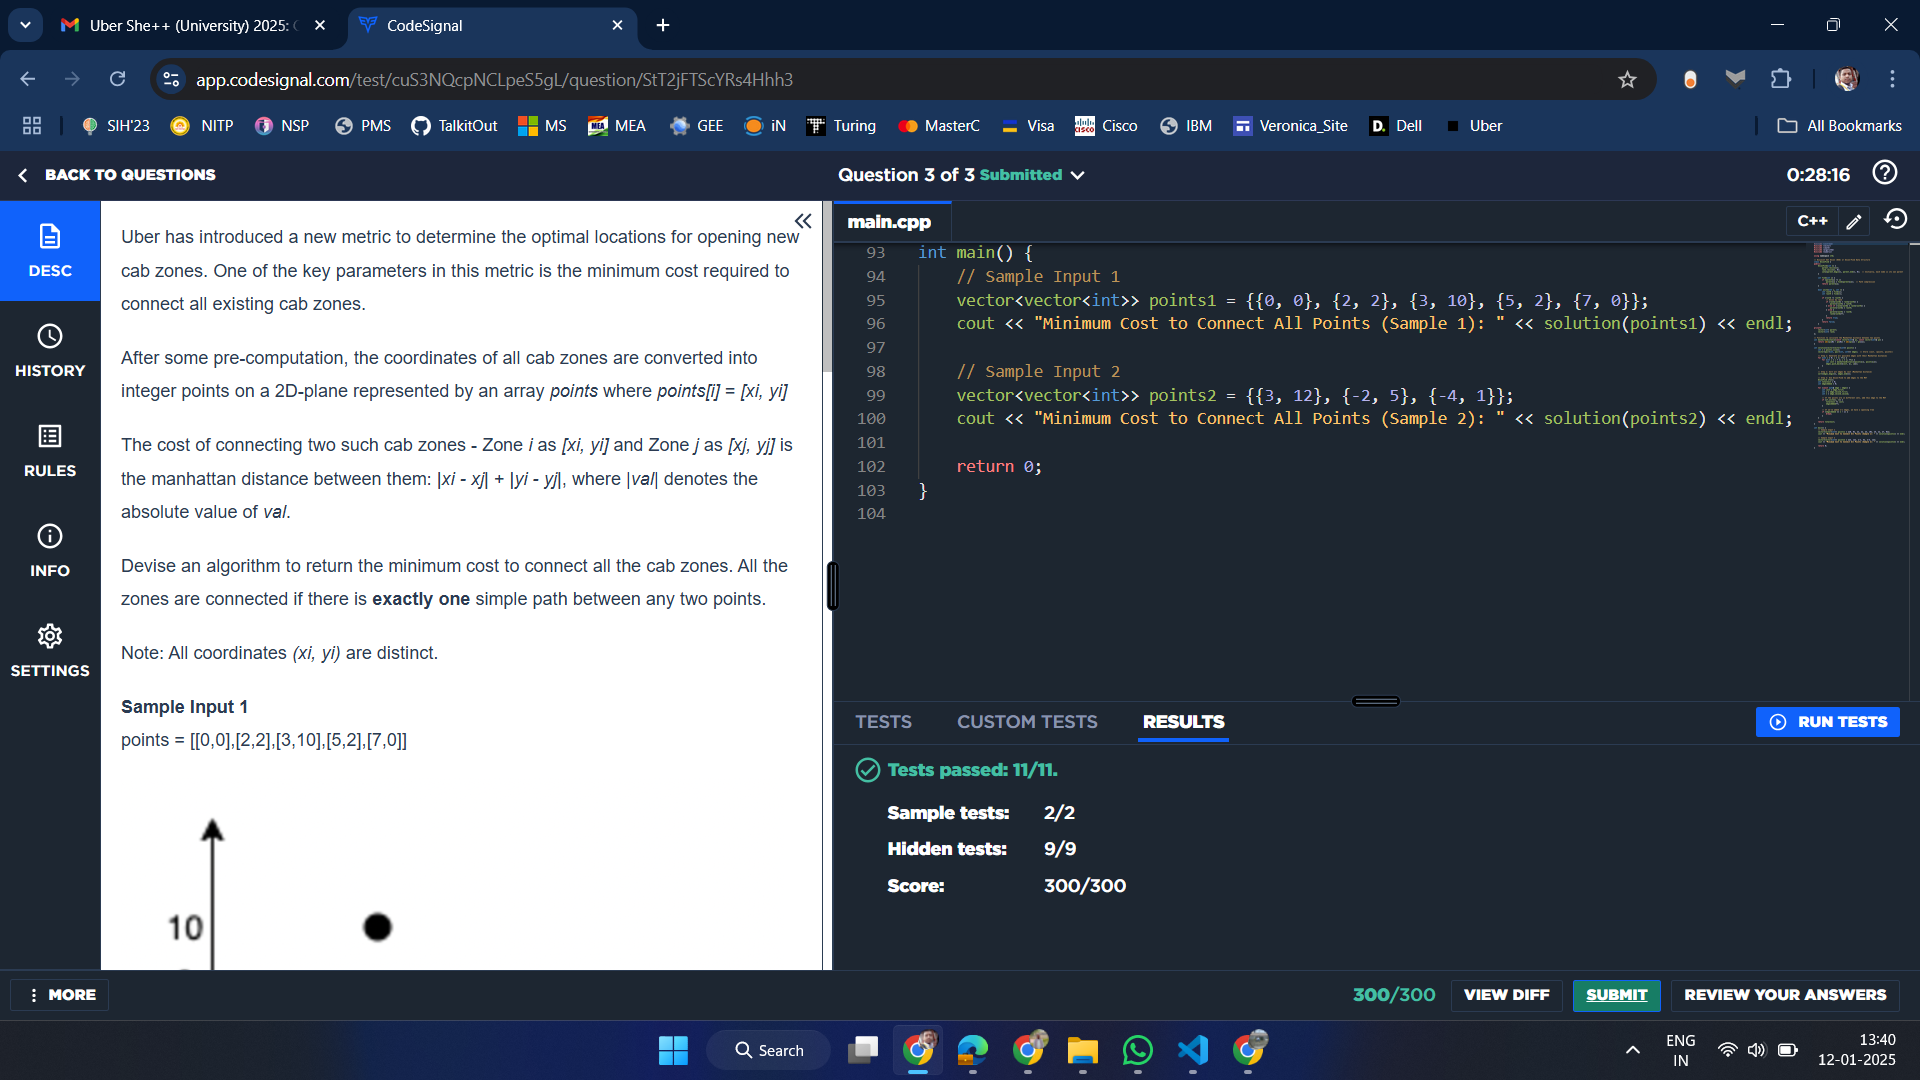 Uber She++ (University) 2025:
CodeSignal
app.codesignal.com/test/cuS3NQcpNCLpeS5gL/question/StT2jFTScYRs4Hhh3
SIH'23 NITP NSP PMS TalkitOut MS MEA GEE iN Turing MasterC Visa Cisco IBM Veronica_Site Dell Uber All Bookmarks
BACK TO QUESTIONS
Question 3 of 3 Submitted
0:28:16
DESC
HISTORY
RULES
INFO
SETTINGS
Uber has introduced a new metric to determine the optimal locations for opening new
cab zones. One of the key parameters in this metric is the minimum cost required to
connect all existing cab zones.
After some pre-computation, the coordinates of all cab zones are converted into
integer points on a 2D-plane represented by an array points where points[i] = [xi, yi]
The cost of connecting two such cab zones - Zone i as [xi, yi] and Zone j as [xj, yj] is
the manhattan distance between them: |xi - xj| + |yi - yj|, where |val| denotes the
absolute value of val.
Devise an algorithm to return the minimum cost to connect all the cab zones. All the
zones are connected if there is exactly one simple path between any two points.
Note: All coordinates (xi, yi) are distinct.
Sample Input 1
points = [[0,0],[2,2],[3,10],[5,2],[7,0]]
10
main.cpp
C++
93 int main() {
94 // Sample Input 1
95 vector<vector<int>> points1 = {{0, 0}, {2, 2}, {3, 10}, {5, 2}, {7, 0}};
96 cout << "Minimum Cost to Connect All Points (Sample 1): " << solution(points1) << endl;
97
98 // Sample Input 2
99 vector<vector<int>> points2 = {{3, 12}, {-2, 5}, {-4, 1}};
100 cout << "Minimum Cost to Connect All Points (Sample 2): " << solution(points2) << endl;
101
102 return 0;
103 }
104
TESTS CUSTOM TESTS RESULTS
RUN TESTS
Tests passed: 11/11.
Sample tests: 2/2
Hidden tests: 9/9
Score: 300/300
MORE
300/300
VIEW DIFF
SUBMIT
REVIEW YOUR ANSWERS
Search
ENG
IN
13:40
12-01-2025